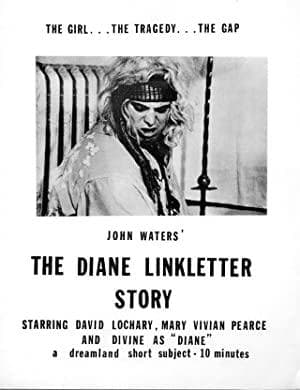 THE GIRL...THE TRAGEDY...THE GAP
JOHN WATERS'
THE DIANE LINKLETTER
STORY
STARRING DAVID LOCHARY, MARY VIVIAN PEARCE
AND DIVINE AS "DIANE"
a dreamland short subject - 10 minutes